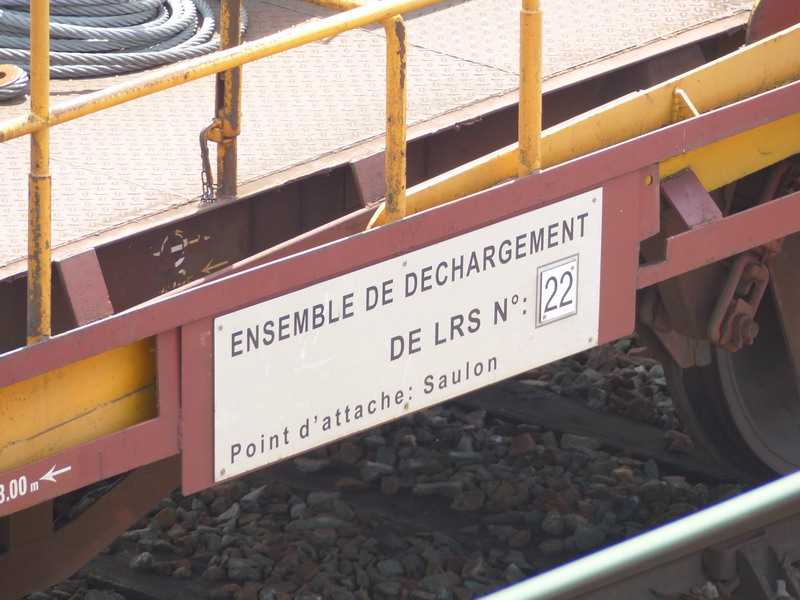 ENSEMBLE DE DECHARGEMENT
DE LRS N°: 22
Point d'attache: Saulon
3.00 m